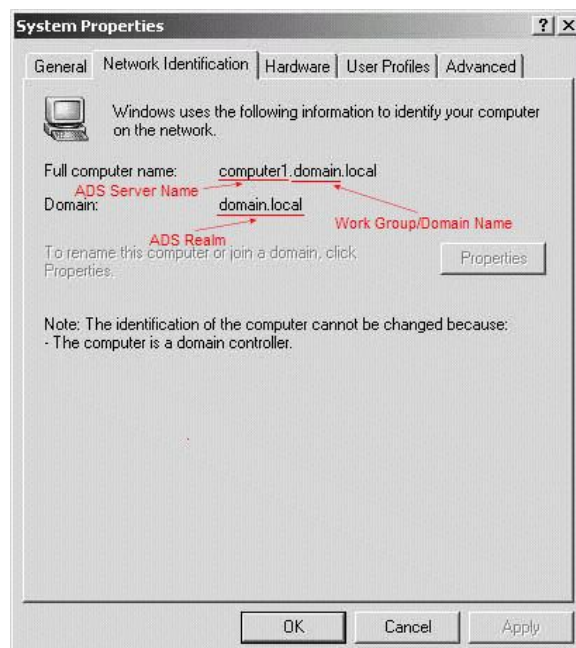 System Properties
? X
General Network Identification Hardware User Profiles Advanced
Windows uses the following information to identify your computer
on the network.
Full computer name: computer1.domain.local
ADS Server Name
Domain: domain.local
Work Group/Domain Name
ADS Realm
To rename this computer or join a domain, click
Properties.
Properties
Note: The identification of the computer cannot be changed because:
- The computer is a domain controller.
OK Cancel Apply